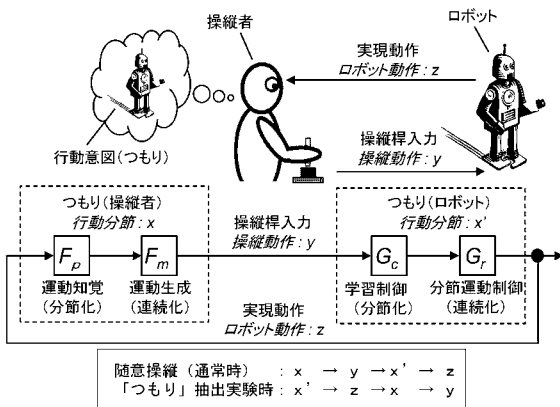 操縦者
ロボット
実現動作
ロボット動作:z
行動意図(つもり)
操縦桿入力
操縦動作:y
つもり(操縦者)
行動分節:x
操縦桿入力
操縦動作:y
つもり(ロボット)
行動分節:x'
Fp
Fm
Gc
Gr
運動知覚
(分節化)
運動生成
(連続化)
学習制御
(分節化)
分節運動制御
(連続化)
実現動作
ロボット動作:z
随意操縦(通常時) : x → y → x' → z
「つもり」抽出実験時: x' → z → x → y